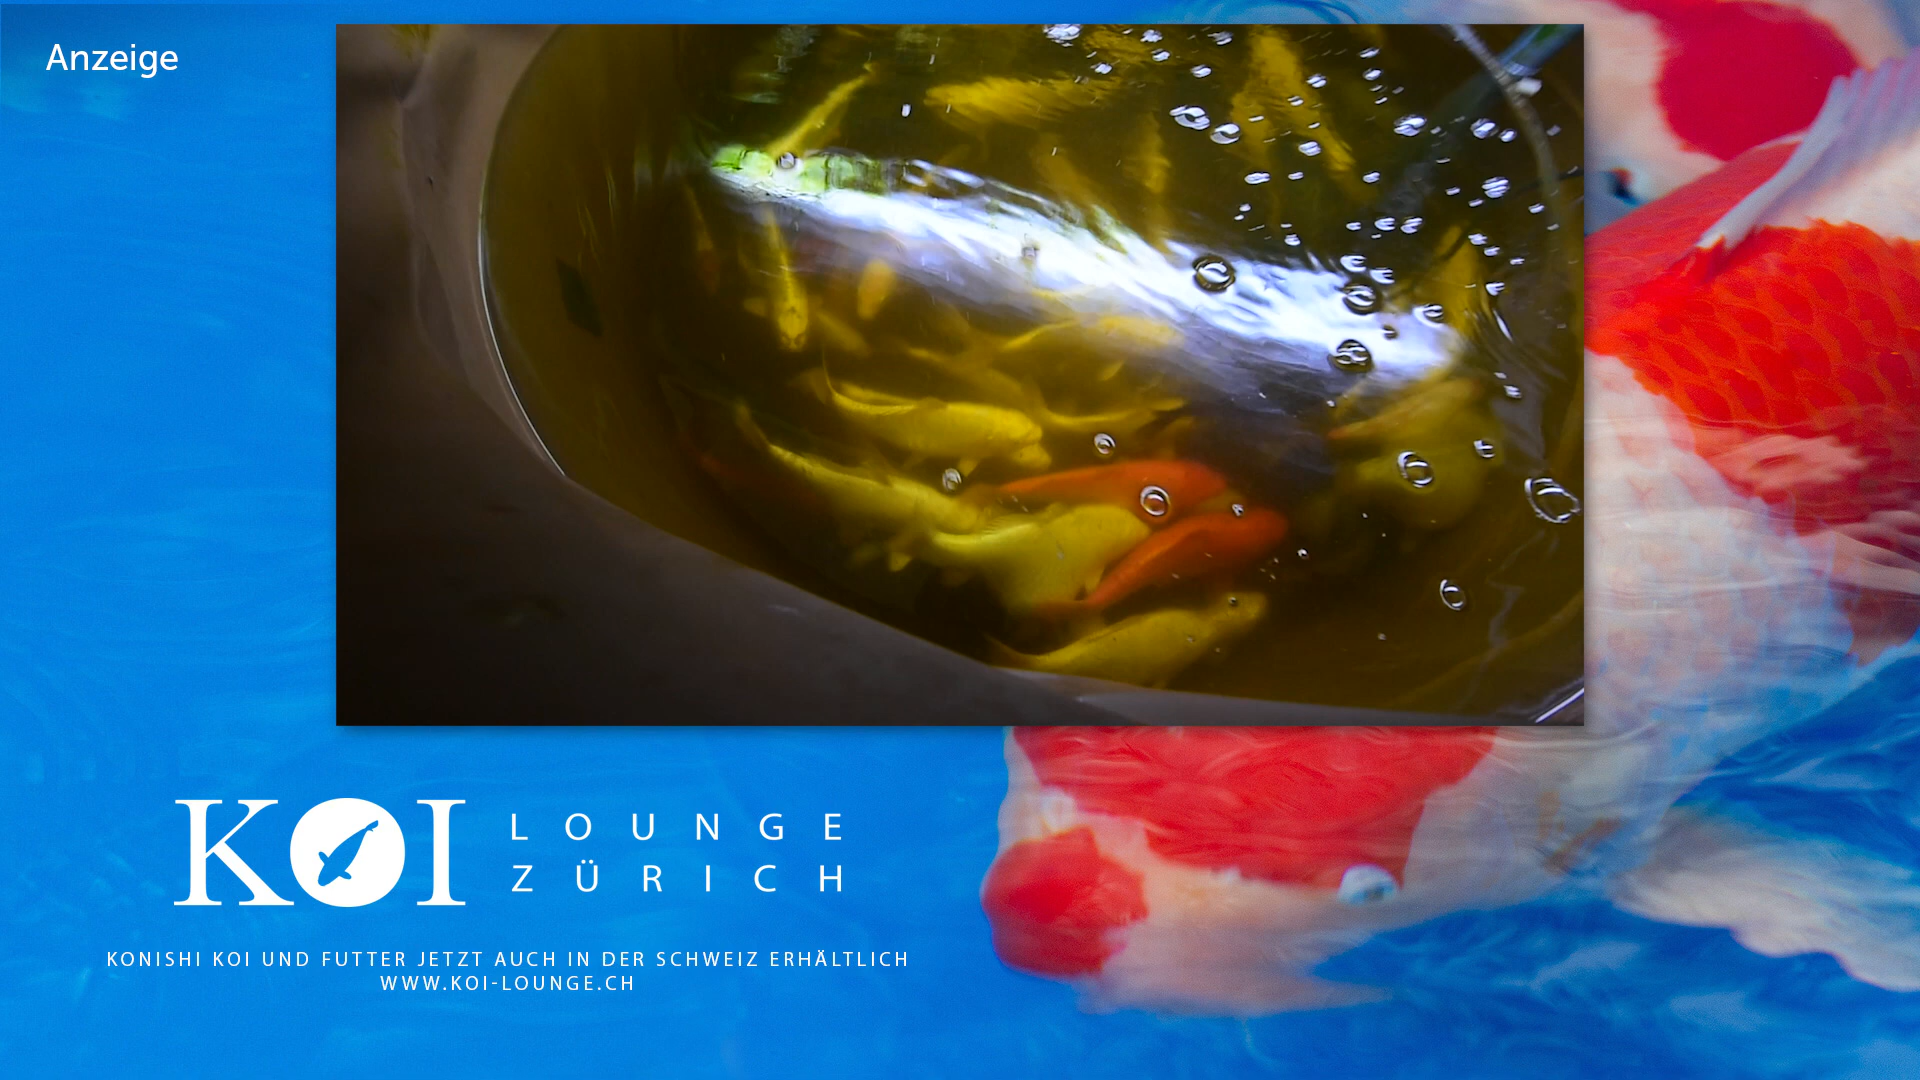 Anzeige
KOI LOUNGE
ZÜRICH
KONISHI KOI UND FUTTER JETZT AUCH IN DER SCHWEIZ ERHÄLTLICH
WWW.KOI-LOUNGE.CH